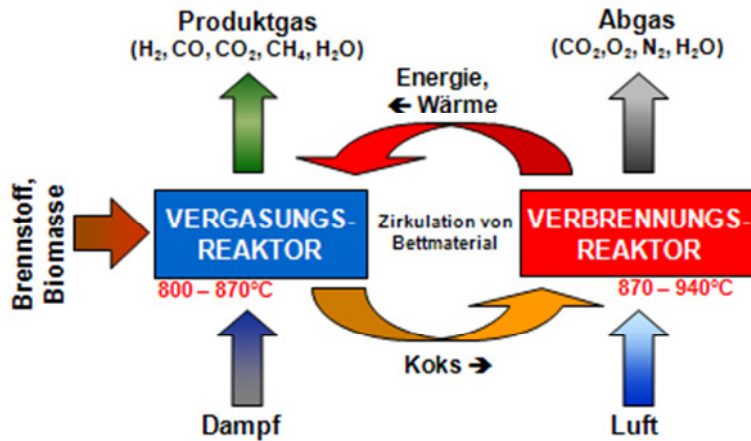 Produktgas
(H₂, CO, CO₂, CH₄, H₂O)
Abgas
(CO₂,O₂, N₂, H₂O)
Energie,
← Wärme
Brennstoff,
Biomasse
VERGASUNGS-
REAKTOR
Zirkulation von
Bettmaterial
VERBRENNUNGS-
REAKTOR
800 – 870°C
870 – 940°C
Koks →
Dampf
Luft